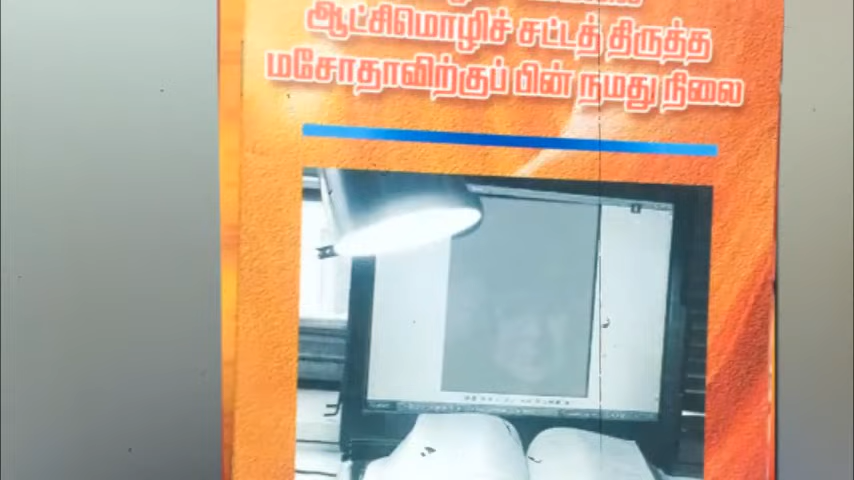 ஆட்சிமொழிச் சட்டத் திருத்த
மசோதாவிற்குப் பின் நமது நிலை